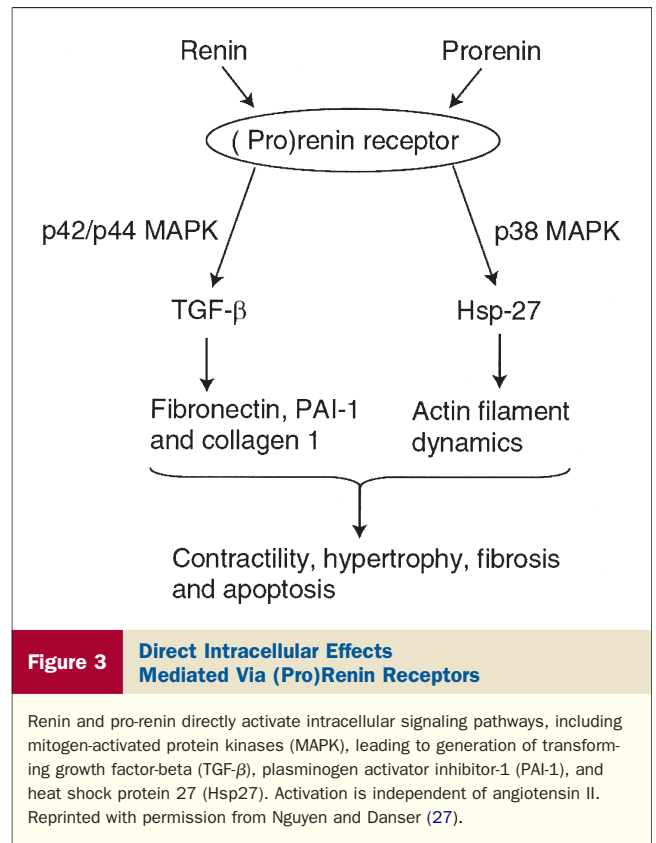 Renin Prorenin
( Pro)renin receptor
p42/p44 MAPK p38 MAPK
TGF-β Hsp-27
Fibronectin, PAI-1 Actin filament
and collagen 1 dynamics
Contractility, hypertrophy, fibrosis
and apoptosis
Figure 3 Direct Intracellular Effects
Mediated Via (Pro)Renin Receptors
Renin and pro-renin directly activate intracellular signaling pathways, including
mitogen-activated protein kinases (MAPK), leading to generation of transform-
ing growth factor-beta (TGF-β), plasminogen activator inhibitor-1 (PAI-1), and
heat shock protein 27 (Hsp27). Activation is independent of angiotensin II.
Reprinted with permission from Nguyen and Danser (27).